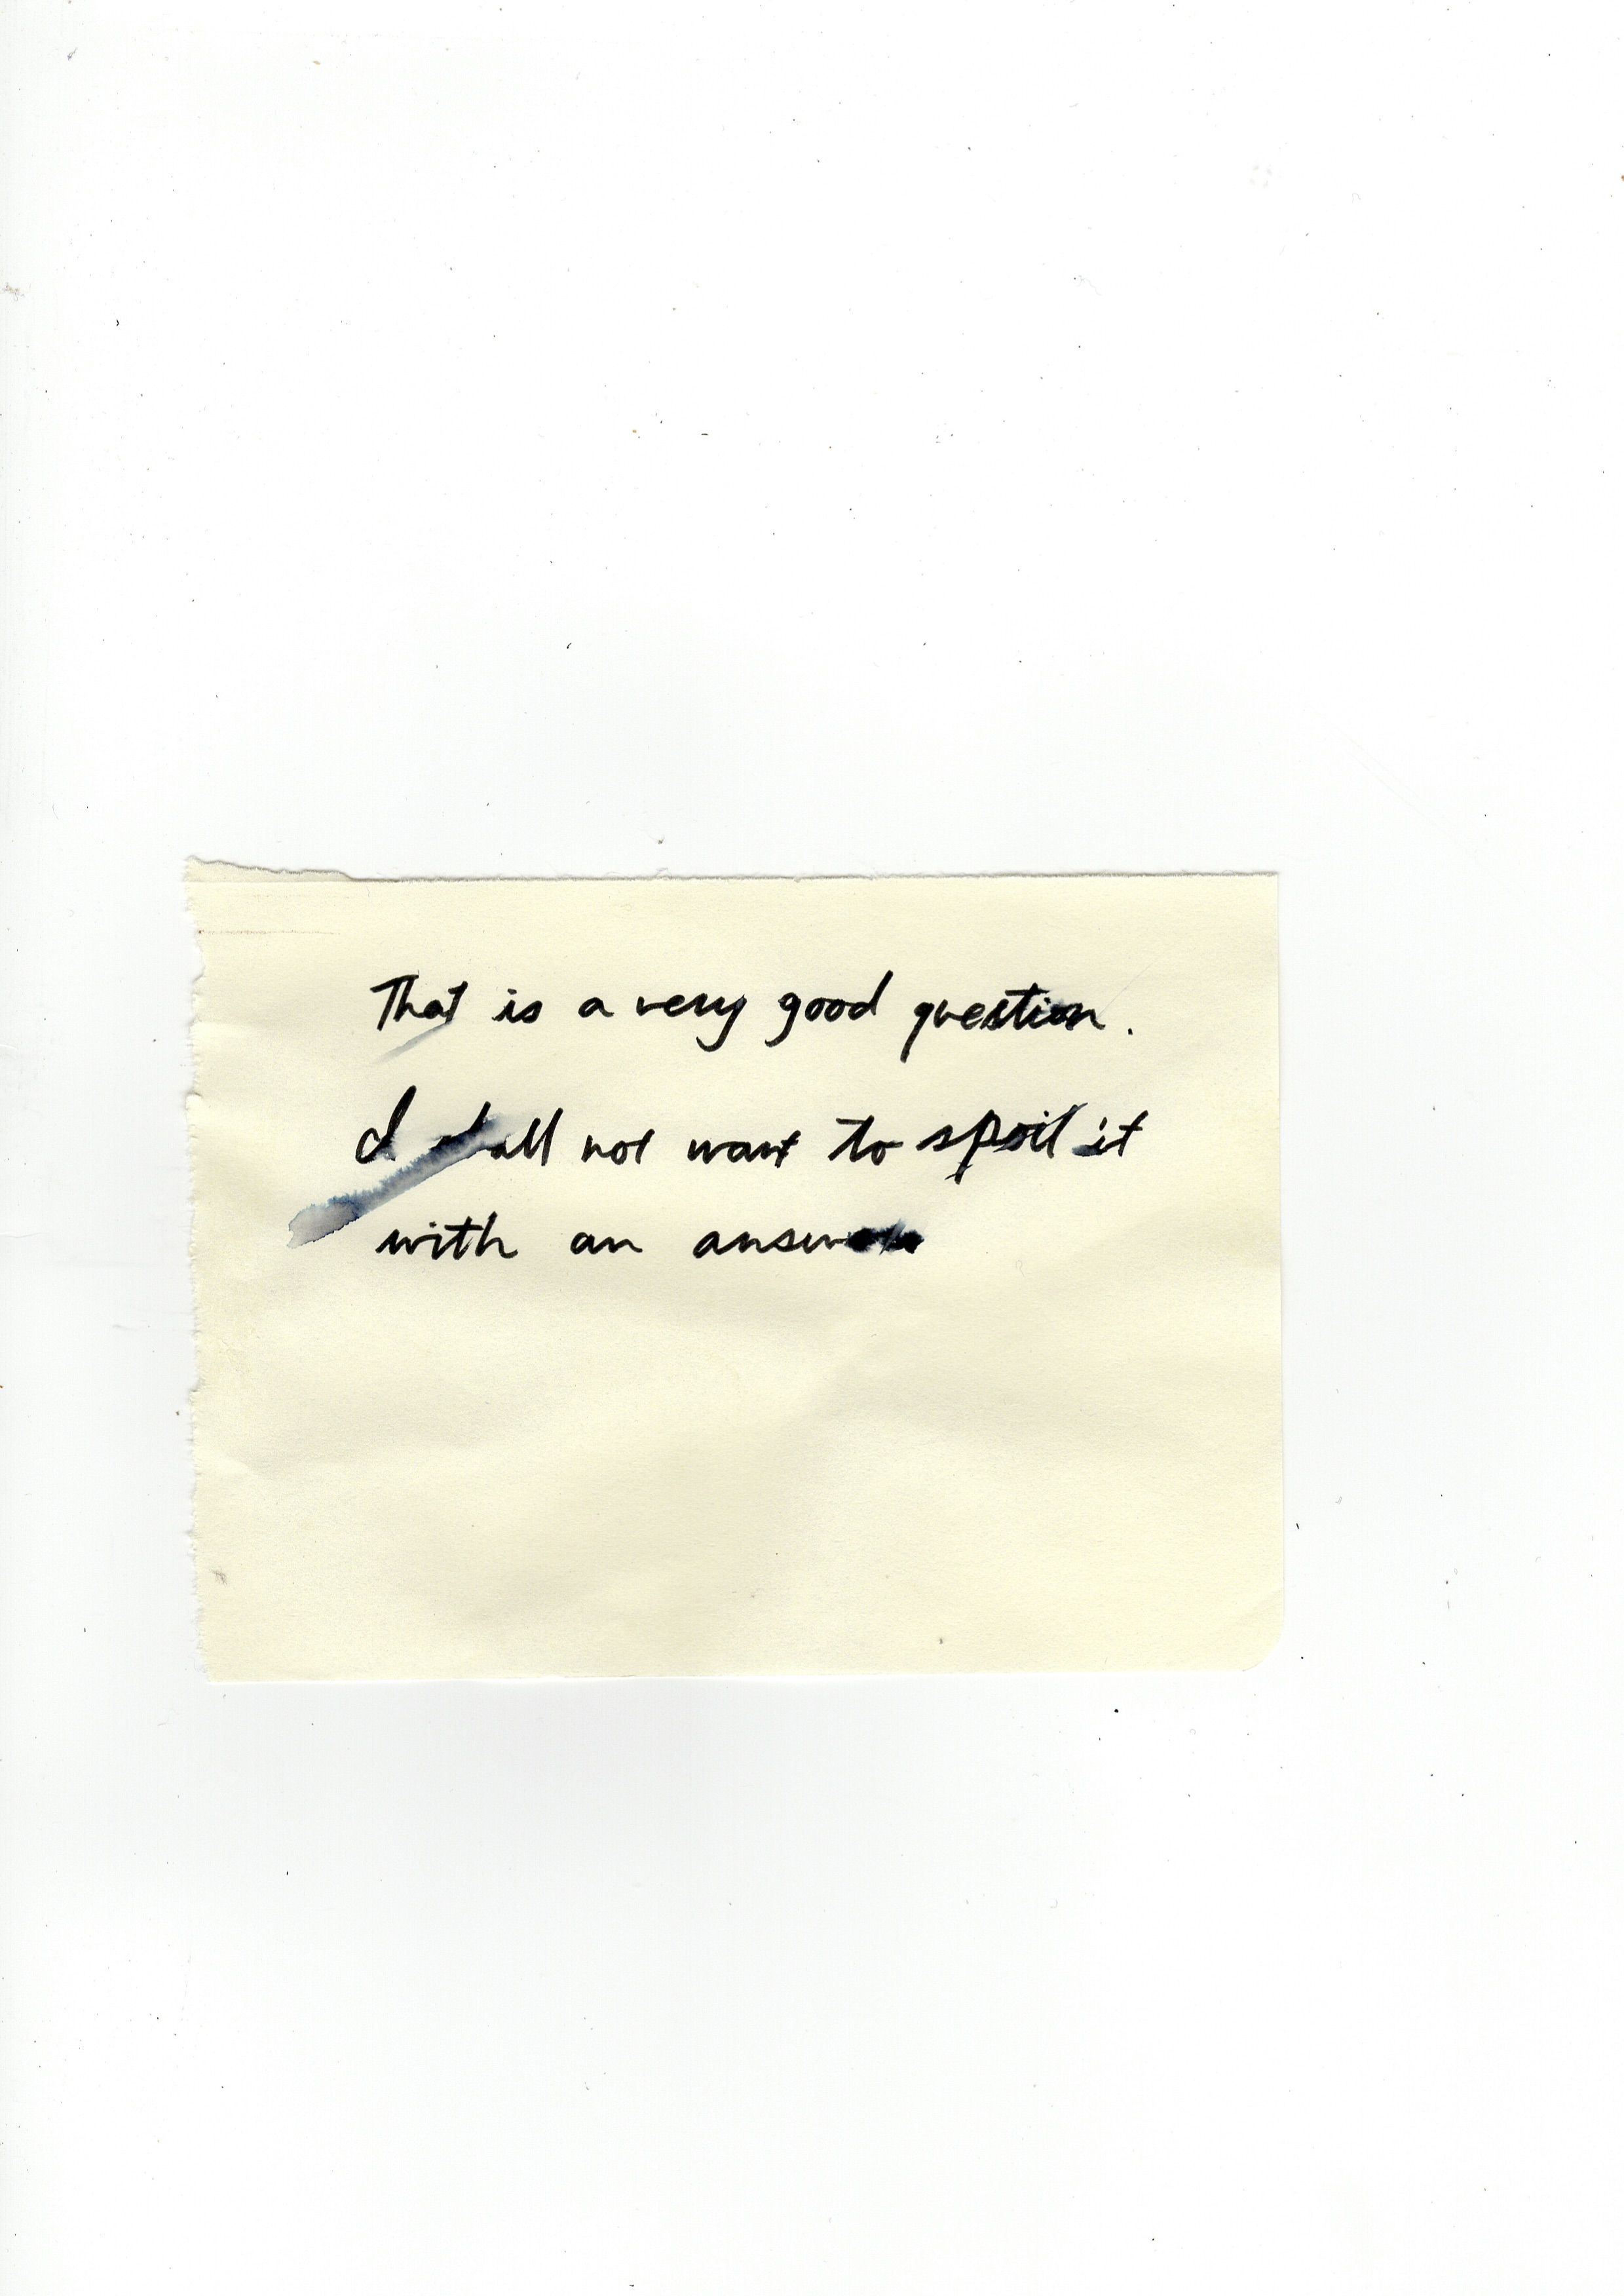 That is a very good question.
I shall not want to spoil it
with an answer